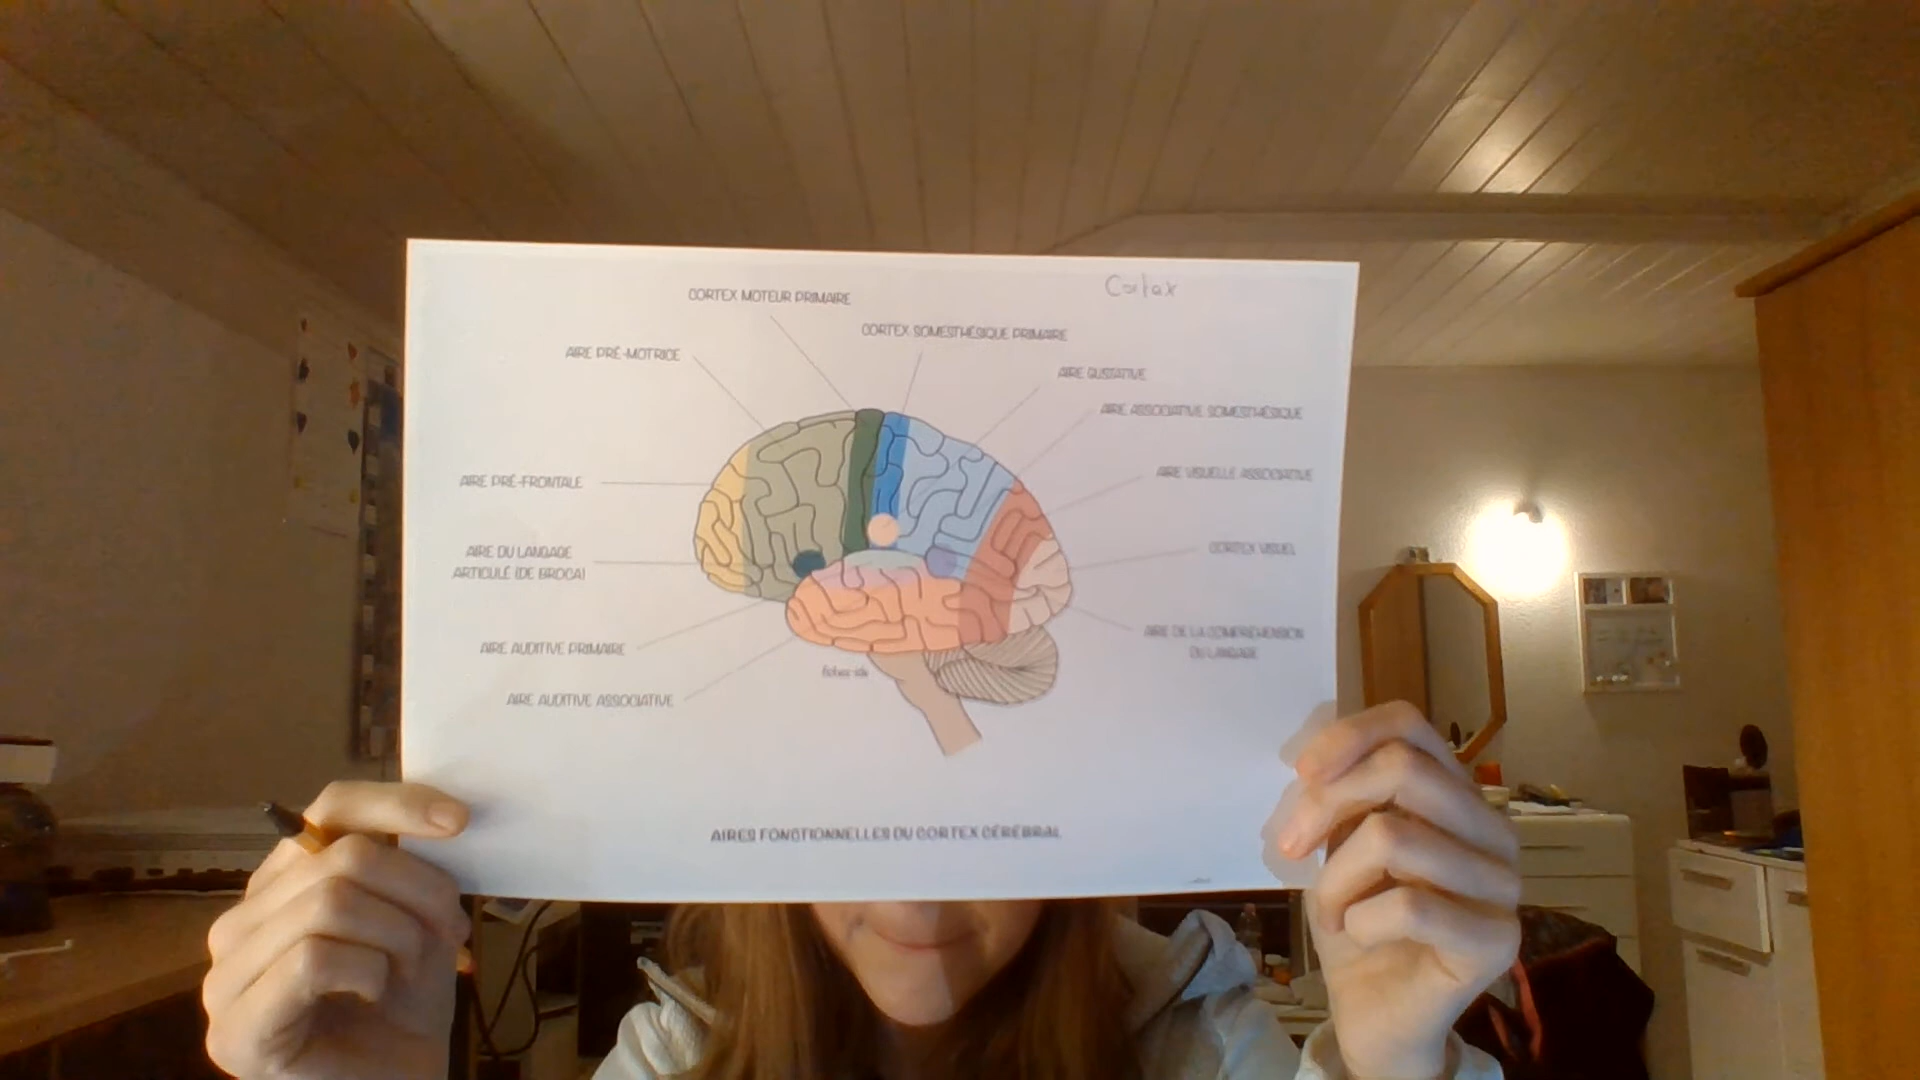 Cortex
CORTEX MOTEUR PRIMAIRE
CORTEX SOMESTHÉSIQUE PRIMAIRE
AIRE PRÉ-MOTRICE
AIRE GUSTATIVE
AIRE ASSOCIATIVE SOMESTHÉSIQUE
AIRE VISUELLE ASSOCIATIVE
AIRE PRÉ-FRONTALE
CORTEX VISUEL
AIRE DU LANGAGE
ARTICULÉ (DE BROCA)
AIRE DE LA COMPRÉHENSION
DU LANGAGE
AIRE AUDITIVE PRIMAIRE
AIRE AUDITIVE ASSOCIATIVE
AIRES FONCTIONNELLES DU CORTEX CÉRÉBRAL